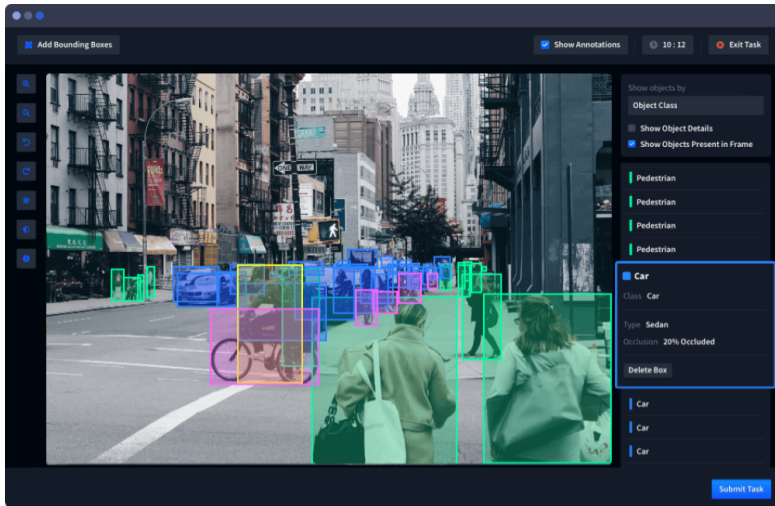 Add Bounding Boxes
Show Annotations
10 : 12
Exit Task
Show objects by
Object Class
Show Object Details
Show Objects Present in Frame
Pedestrian
Pedestrian
Pedestrian
Pedestrian
Car
Class Car
Type Sedan
Occlusion 20% Occluded
Delete Box
Car
Car
Car
Submit Task
ONE WAY